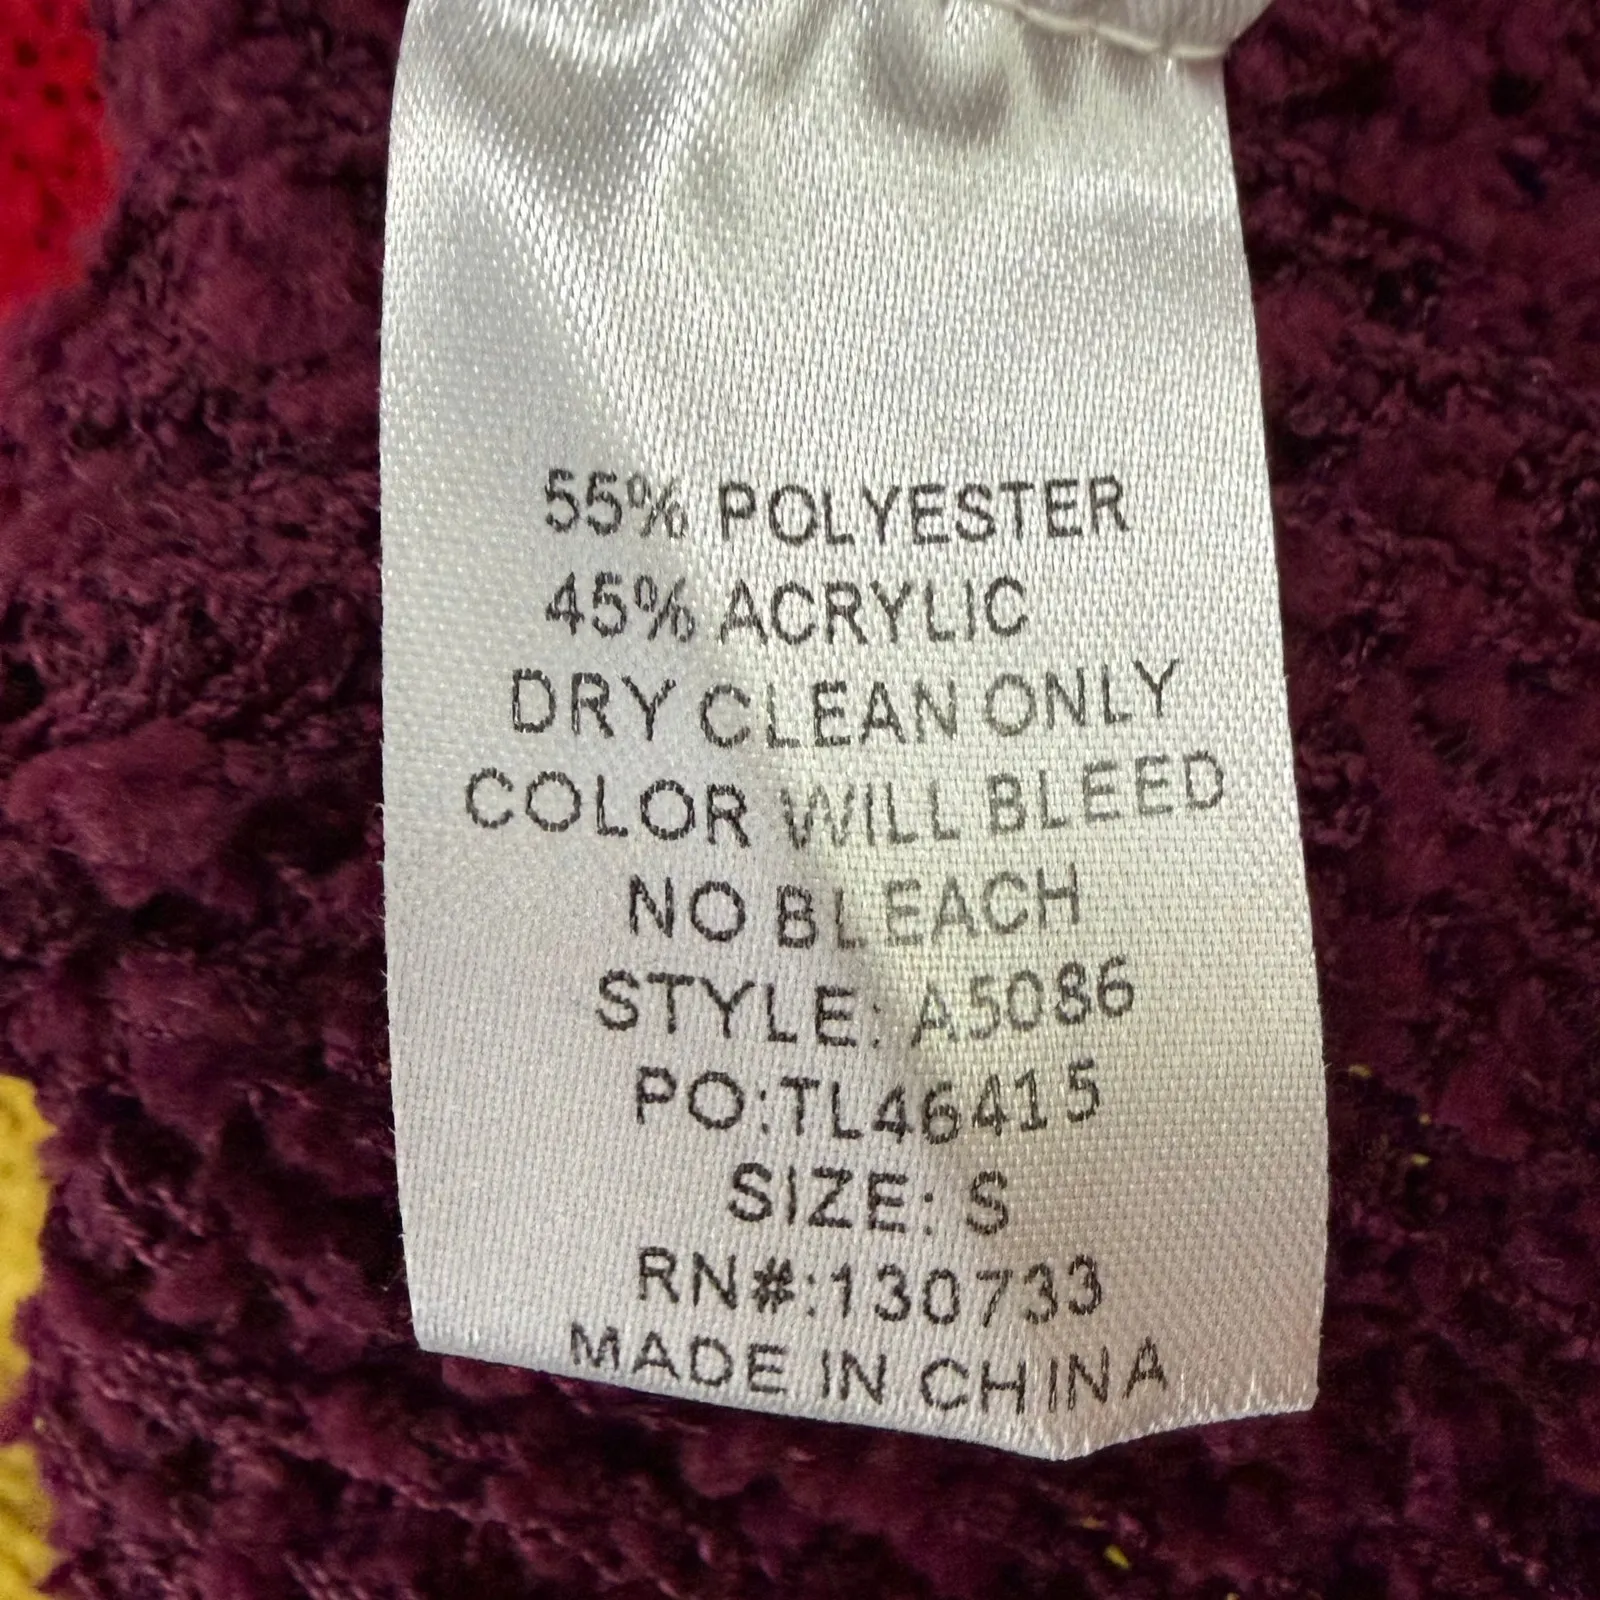 55% POLYESTER
45% ACRYLIC
DRY CLEAN ONLY
COLOR WILL BLEED
NO BLEACH
STYLE: A5086
PO:TL46415
SIZE: S
RN#:130733
MADE IN CHINA